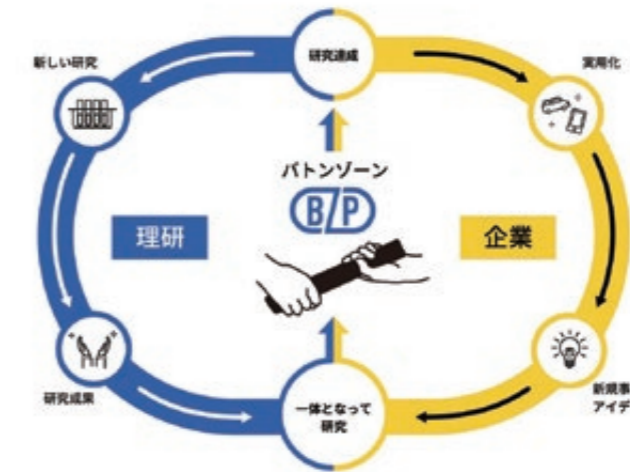 研究達成
新しい研究
実用化
バトンゾーン
BZP
理研
企業
研究成果
新規事
アイデ
一体となって
研究